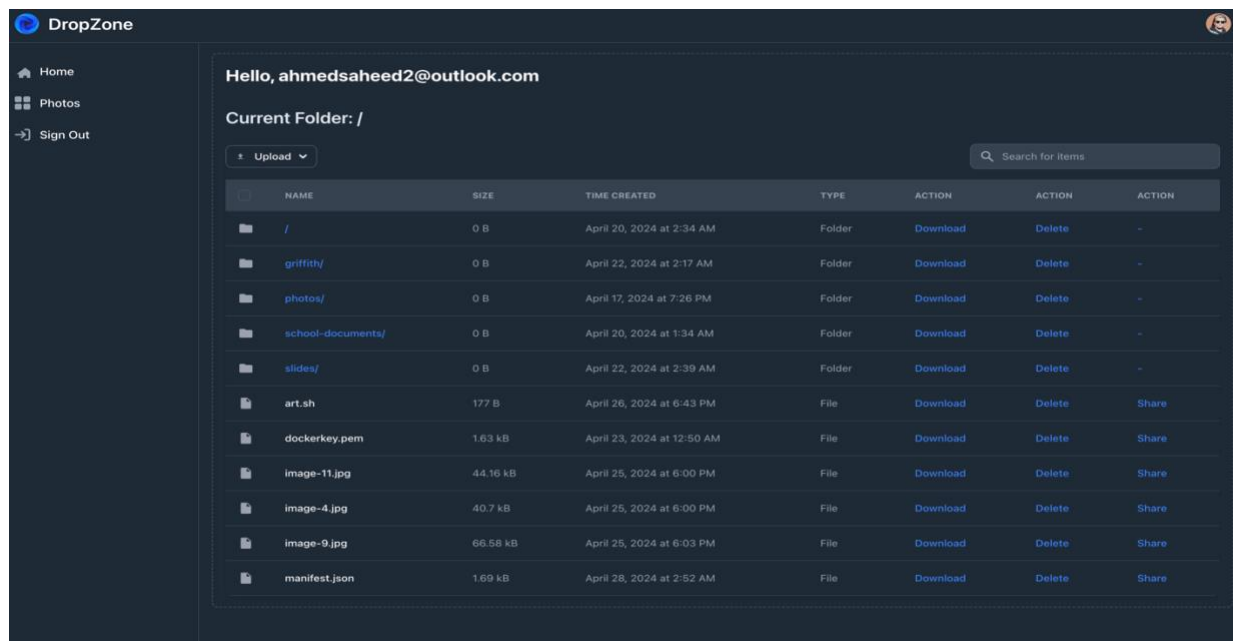 DropZone
Home
Photos
Sign Out
Hello, ahmedsaheed2@outlook.com
Current Folder: /
Upload
Search for items
NAME SIZE TIME CREATED TYPE ACTION ACTION ACTION
/ 0 B April 20, 2024 at 2:34 AM Folder Download Delete -
griffith/ 0 B April 22, 2024 at 2:17 AM Folder Download Delete -
photos/ 0 B April 17, 2024 at 7:26 PM Folder Download Delete -
school-documents/ 0 B April 20, 2024 at 1:34 AM Folder Download Delete -
slides/ 0 B April 22, 2024 at 2:39 AM Folder Download Delete -
art.sh 177 B April 26, 2024 at 6:43 PM File Download Delete Share
dockerkey.pem 1.63 kB April 23, 2024 at 12:50 AM File Download Delete Share
image-11.jpg 44.16 kB April 25, 2024 at 6:00 PM File Download Delete Share
image-4.jpg 40.7 kB April 25, 2024 at 6:00 PM File Download Delete Share
image-9.jpg 66.58 kB April 25, 2024 at 6:03 PM File Download Delete Share
manifest.json 1.69 kB April 28, 2024 at 2:52 AM File Download Delete Share